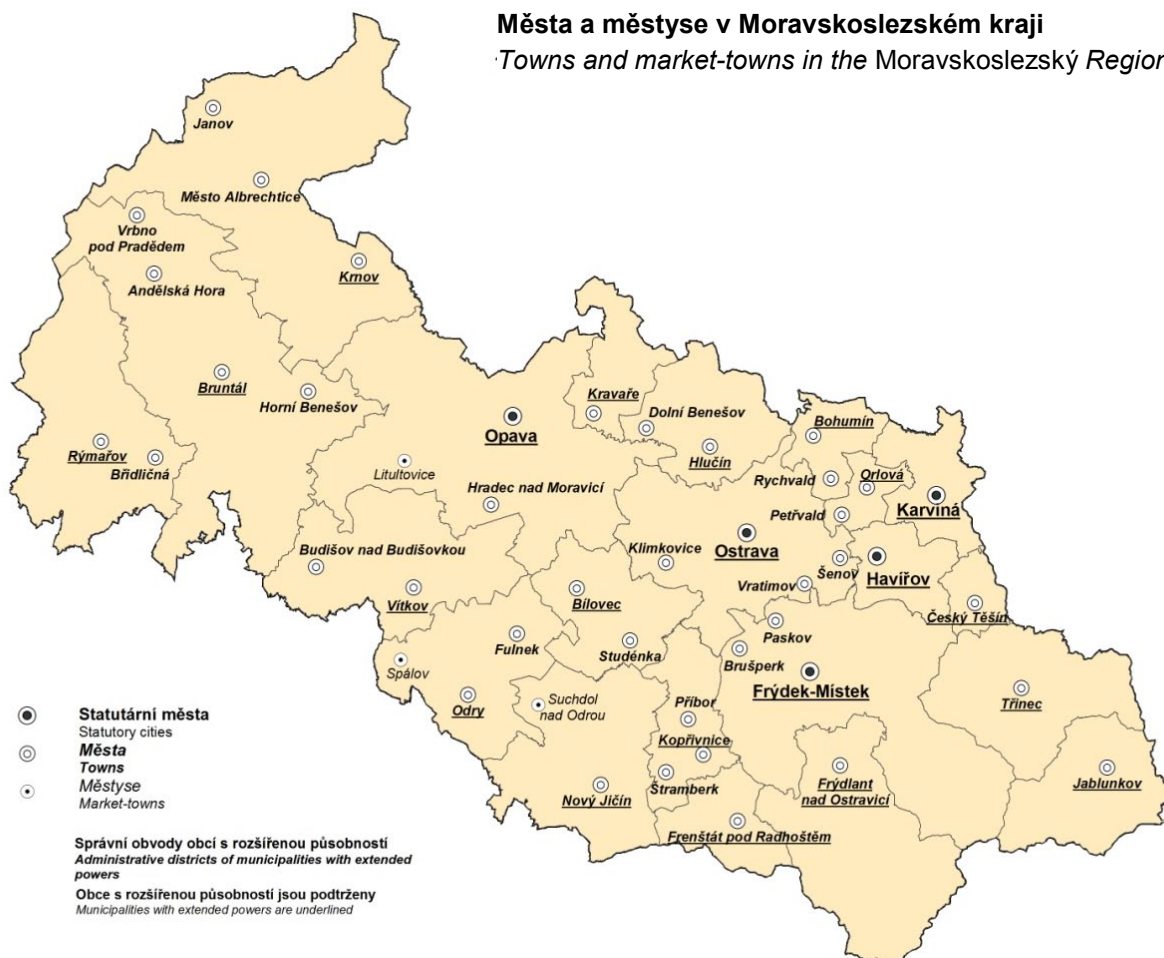 Města a městyse v Moravskoslezském kraji
Towns and market-towns in the Moravskoslezský Region
Janov
Město Albrechtice
Vrbno
pod Pradědem
Krnov
Andělská Hora
Bruntál
Horní Benešov
Kravaře
Dolní Benešov
Bohumín
Opava
Rýmařov
Břidličná
Hlučín
Litultovice
Rychvald
Orlová
Hradec nad Moravicí
Karviná
Petřvald
Budišov nad Budišovkou
Klimkovice
Ostrava
Šenov
Havířov
Vratimov
Vítkov
Bílovec
Český Těšín
Paskov
Fulnek
Studénka
Brušperk
Spálov
Frýdek-Místek
Odry
Suchdol
nad Odrou
Příbor
Třinec
Kopřivnice
Nový Jičín
Štramberk
Frýdlant
nad Ostravicí
Jablunkov
Frenštát pod Radhoštěm
Statutární města
Statutory cities
Města
Towns
Městyse
Market-towns
Správní obvody obcí s rozšířenou působností
Administrative districts of municipalities with extended
powers
Obce s rozšířenou působností jsou podtrženy
Municipalities with extended powers are underlined